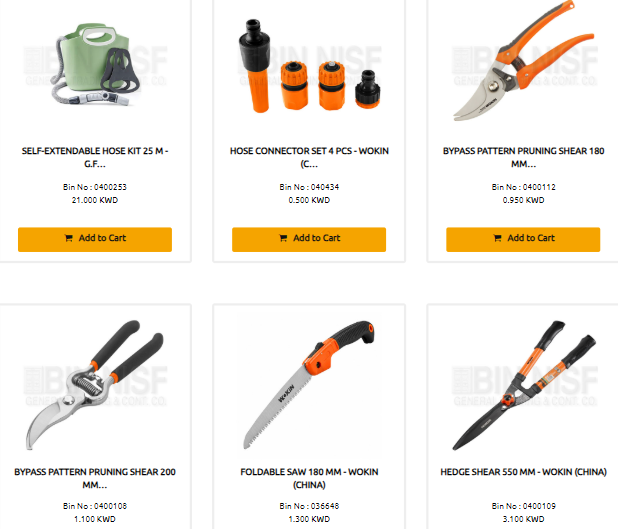 SELF-EXTENDABLE HOSE KIT 25 M -
G.F...
Bin No : 0400253
21.000 KWD
Add to Cart
HOSE CONNECTOR SET 4 PCS - WOKIN
(C...
Bin No : 040434
0.500 KWD
Add to Cart
BYPASS PATTERN PRUNING SHEAR 180
MM...
Bin No : 0400112
0.950 KWD
Add to Cart
BYPASS PATTERN PRUNING SHEAR 200
MM...
Bin No : 0400108
1.100 KWD
WOKIN
FOLDABLE SAW 180 MM - WOKIN
(CHINA)
Bin No : 036648
1.300 KWD
HEDGE SHEAR 550 MM - WOKIN (CHINA)
Bin No : 0400109
3.100 KWD